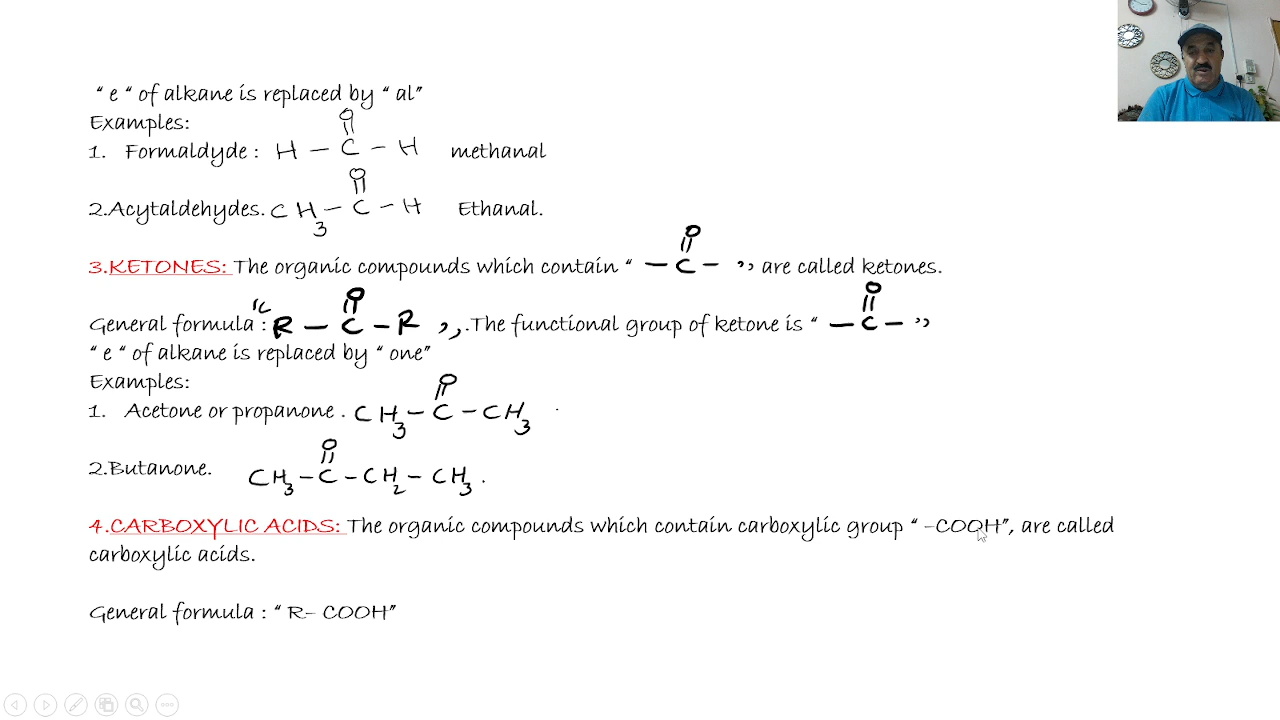 “ e “ of alkane is replaced by “ al”
Examples:
O
1. Formaldyde : H – C – H methanal
O
2.Acytaldehydes. CH3 – C – H Ethanal.
O
3.KETONES: The organic compounds which contain “ – C – ,, are called ketones.
O O
General formula : “ R – C – R ,, .The functional group of ketone is “ – C – ,,
“ e “ of alkane is replaced by “ one”
Examples:
O
1. Acetone or propanone . CH3 – C – CH3
O
2.Butanone. CH3 – C – CH2 – CH3 .
4.CARBOXYLIC ACIDS: The organic compounds which contain carboxylic group “ –COOH”, are called
carboxylic acids.
General formula : “ R– COOH”